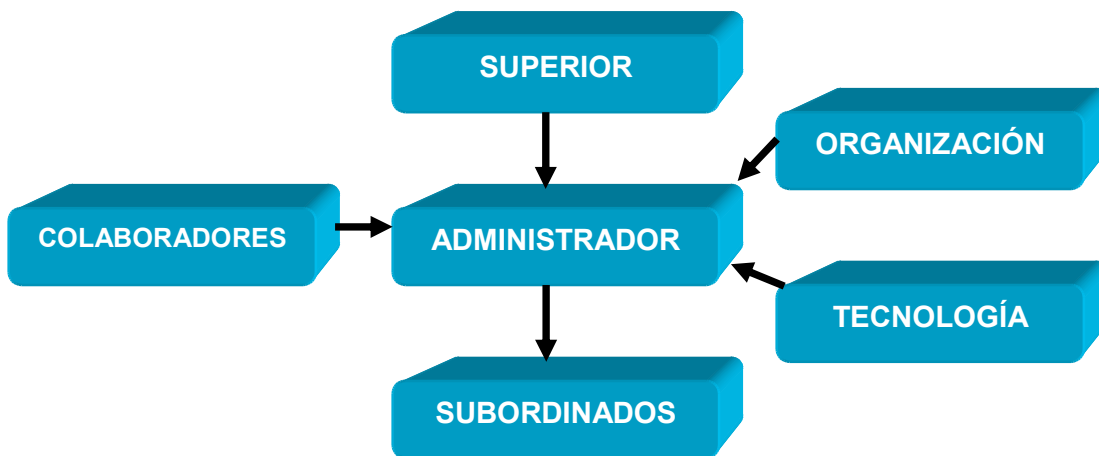 SUPERIOR
ORGANIZACIÓN
COLABORADORES
ADMINISTRADOR
TECNOLOGÍA
SUBORDINADOS